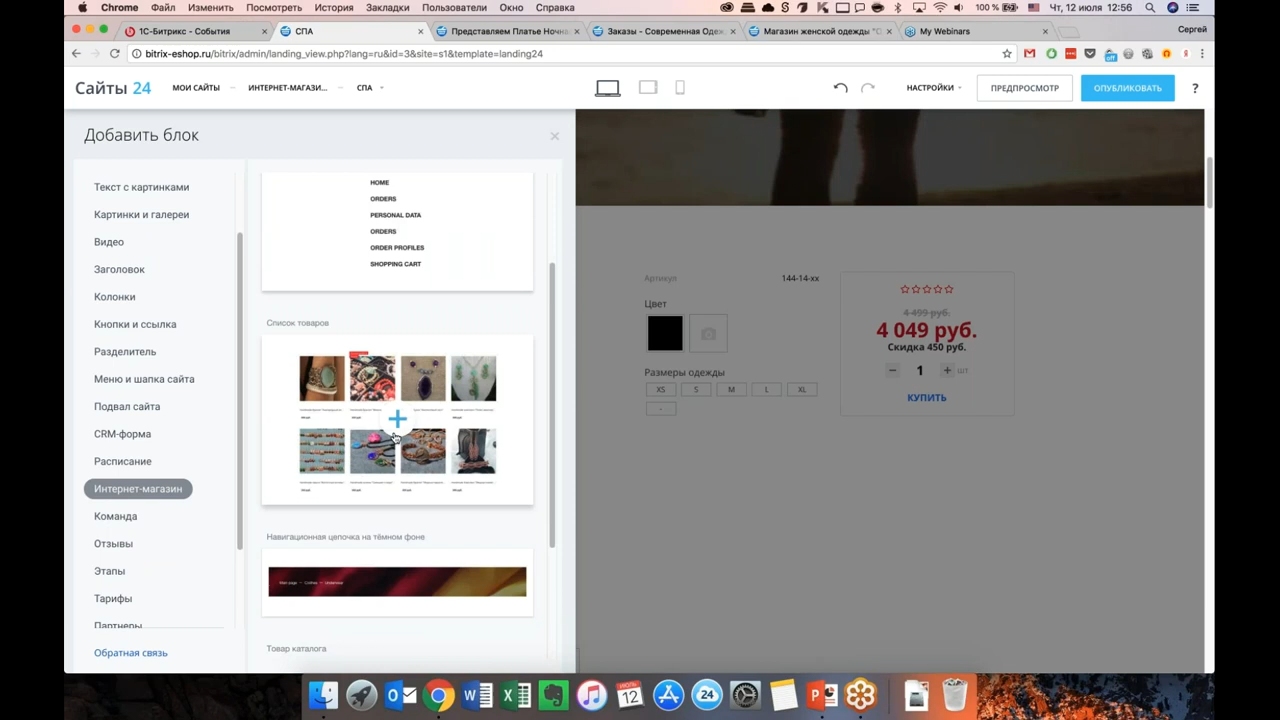 Chrome Файл Изменить Посмотреть История Закладки Пользователи Окно Справка 100 % Чт, 12 июля 12:56
1С-Битрикс - События СПА Представляем Платье Ночна Заказы - Современная Одеж Магазин женской одежды "С My Webinars Сергей
bitrix-eshop.ru/bitrix/admin/landing_view.php?lang=ru&id=3&site=s1&template=landing24
Сайты 24 МОИ САЙТЫ ИНТЕРНЕТ-МАГАЗИ... СПА НАСТРОЙКИ ПРЕДПРОСМОТР ОПУБЛИКОВАТЬ ?
Добавить блок
Текст с картинками
Картинки и галереи
Видео
Заголовок
Колонки
Кнопки и ссылка
Разделитель
Меню и шапка сайта
Подвал сайта
CRM-форма
Расписание
Интернет-магазин
Команда
Отзывы
Этапы
Тарифы
Партнеры
Обратная связь
HOME
ORDERS
PERSONAL DATA
ORDERS
ORDER PROFILES
SHOPPING CART
Список товаров
Навигационная цепочка на тёмном фоне
Main page
Товар каталога
Артикул 144-14-xx
Цвет
Размеры одежды
XS S M L XL
-
4 499 руб.
4 049 руб.
Скидка 450 руб.
− 1 + шт
КУПИТЬ
12
24